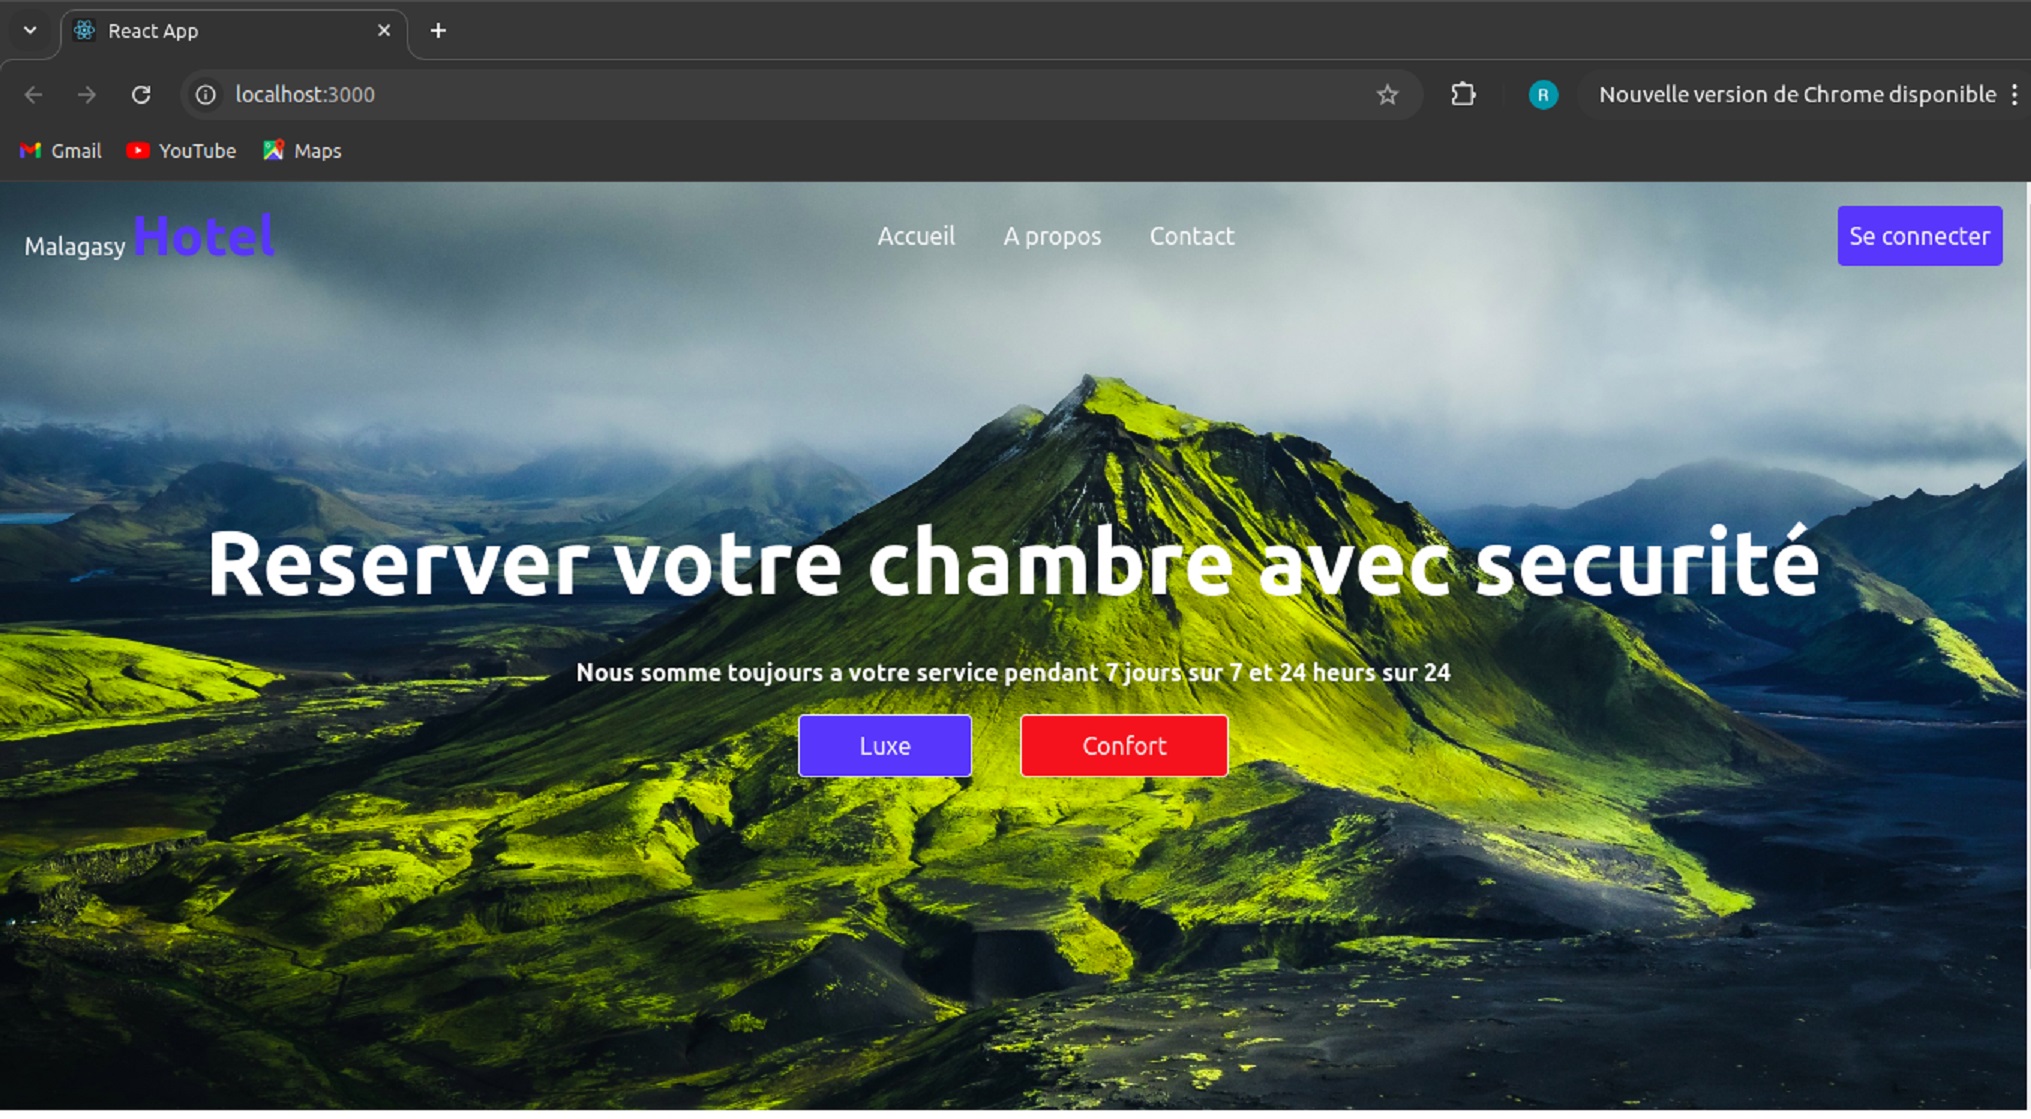 React App
localhost:3000
R
Nouvelle version de Chrome disponible
Gmail YouTube Maps
Malagasy Hotel
Accueil A propos Contact
Se connecter
Reserver votre chambre avec securité
Nous somme toujours a votre service pendant 7 jours sur 7 et 24 heurs sur 24
Luxe Confort